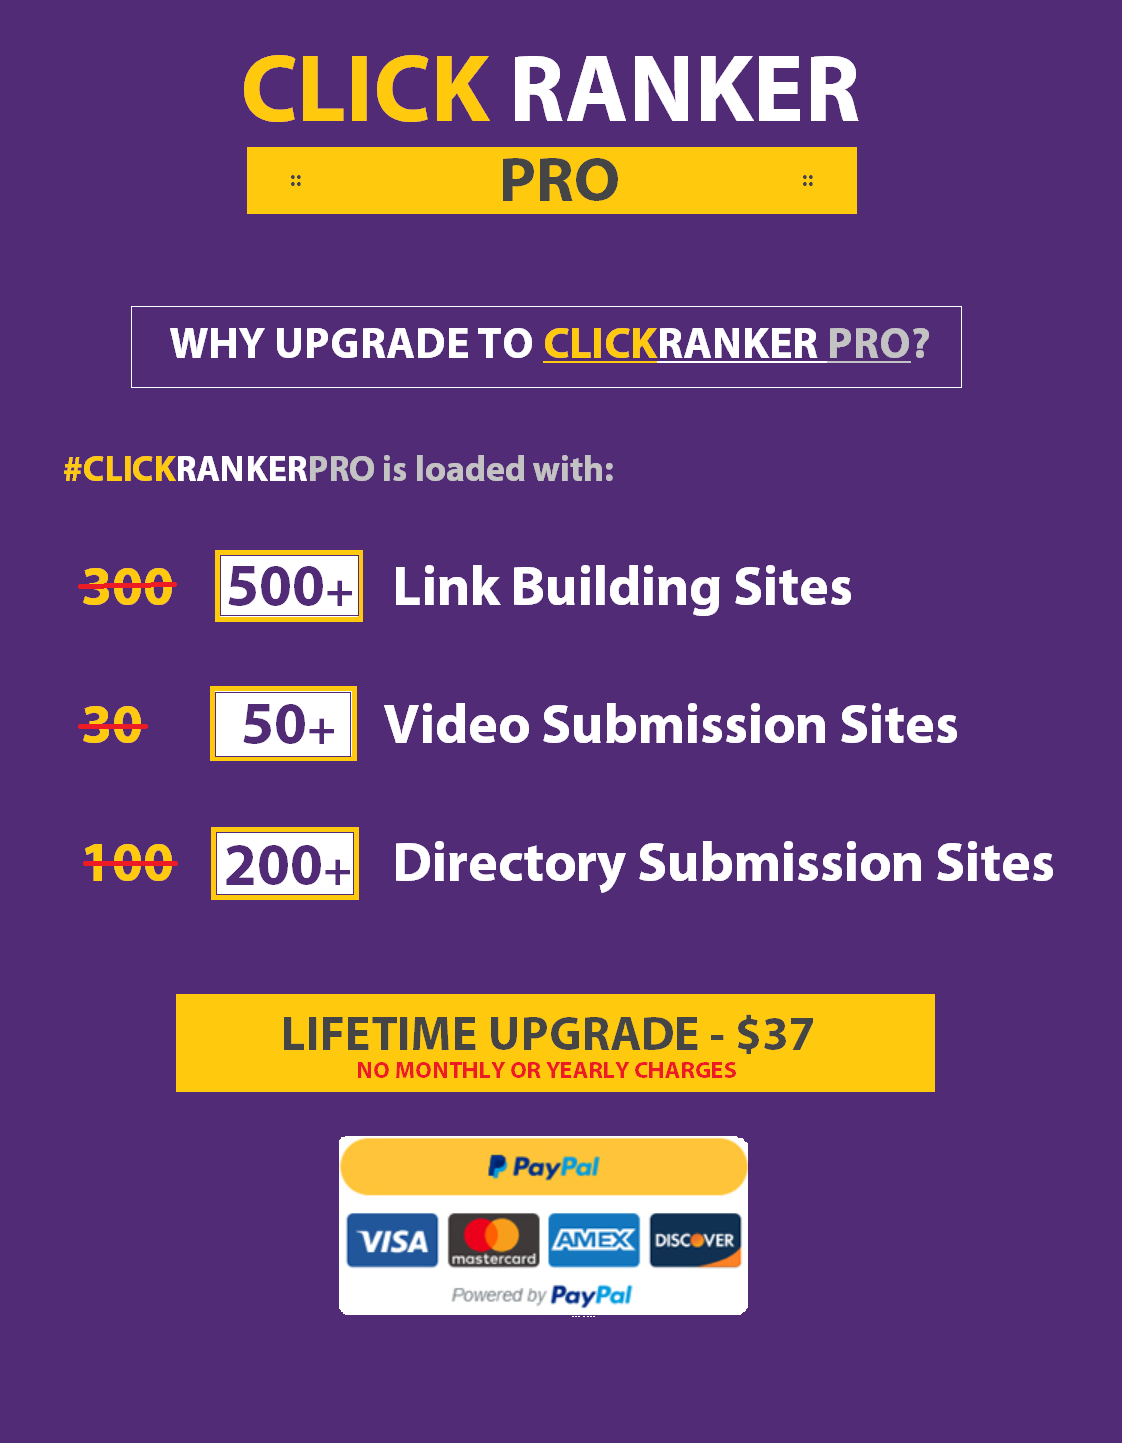 CLICK RANKER
:: PRO ::
WHY UPGRADE TO CLICKRANKER PRO?
#CLICKRANKERPRO is loaded with:
300 500+ Link Building Sites
30 50+ Video Submission Sites
100 200+ Directory Submission Sites
LIFETIME UPGRADE - $37
NO MONTHLY OR YEARLY CHARGES
PayPal
VISA mastercard AMEX DISCOVER
Powered by PayPal